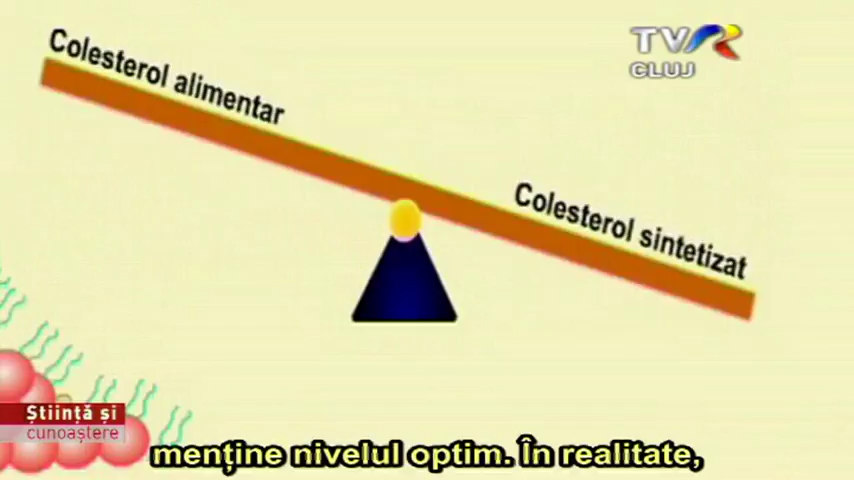 Colesterol alimentar
TVR
CLUJ
Colesterol sintetizat
Știință și
cunoaștere
menține nivelul optim. În realitate,